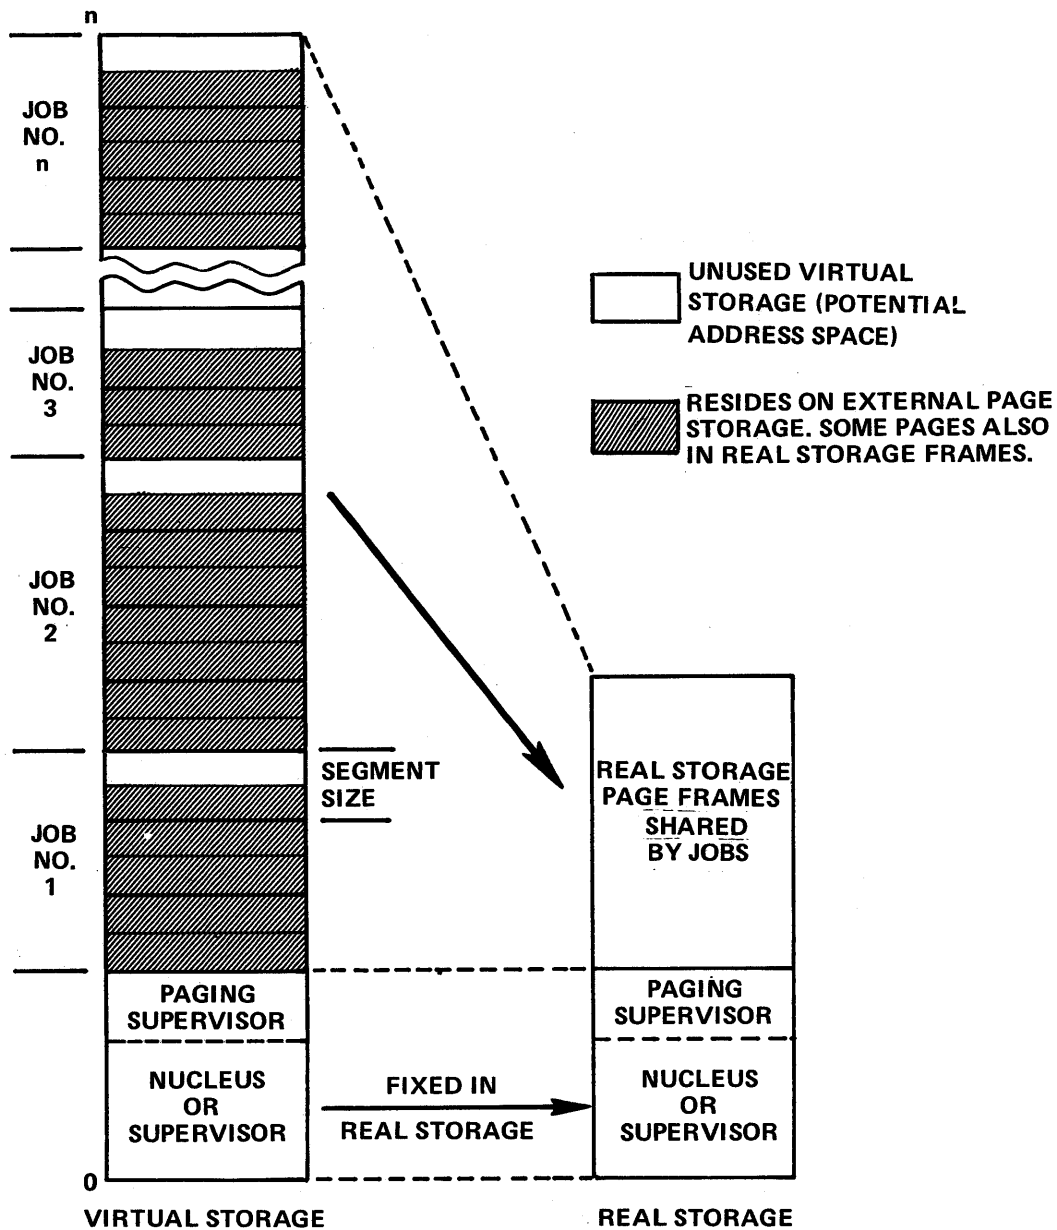 n
JOB
NO.
n
JOB
NO.
3
JOB
NO.
2
JOB
NO.
1
UNUSED VIRTUAL
STORAGE (POTENTIAL
ADDRESS SPACE)
RESIDES ON EXTERNAL PAGE
STORAGE. SOME PAGES ALSO
IN REAL STORAGE FRAMES.
SEGMENT
SIZE
REAL STORAGE
PAGE FRAMES
SHARED
BY JOBS
PAGING
SUPERVISOR
NUCLEUS
OR
SUPERVISOR
FIXED IN
REAL STORAGE
PAGING
SUPERVISOR
NUCLEUS
OR
SUPERVISOR
0
VIRTUAL STORAGE
REAL STORAGE